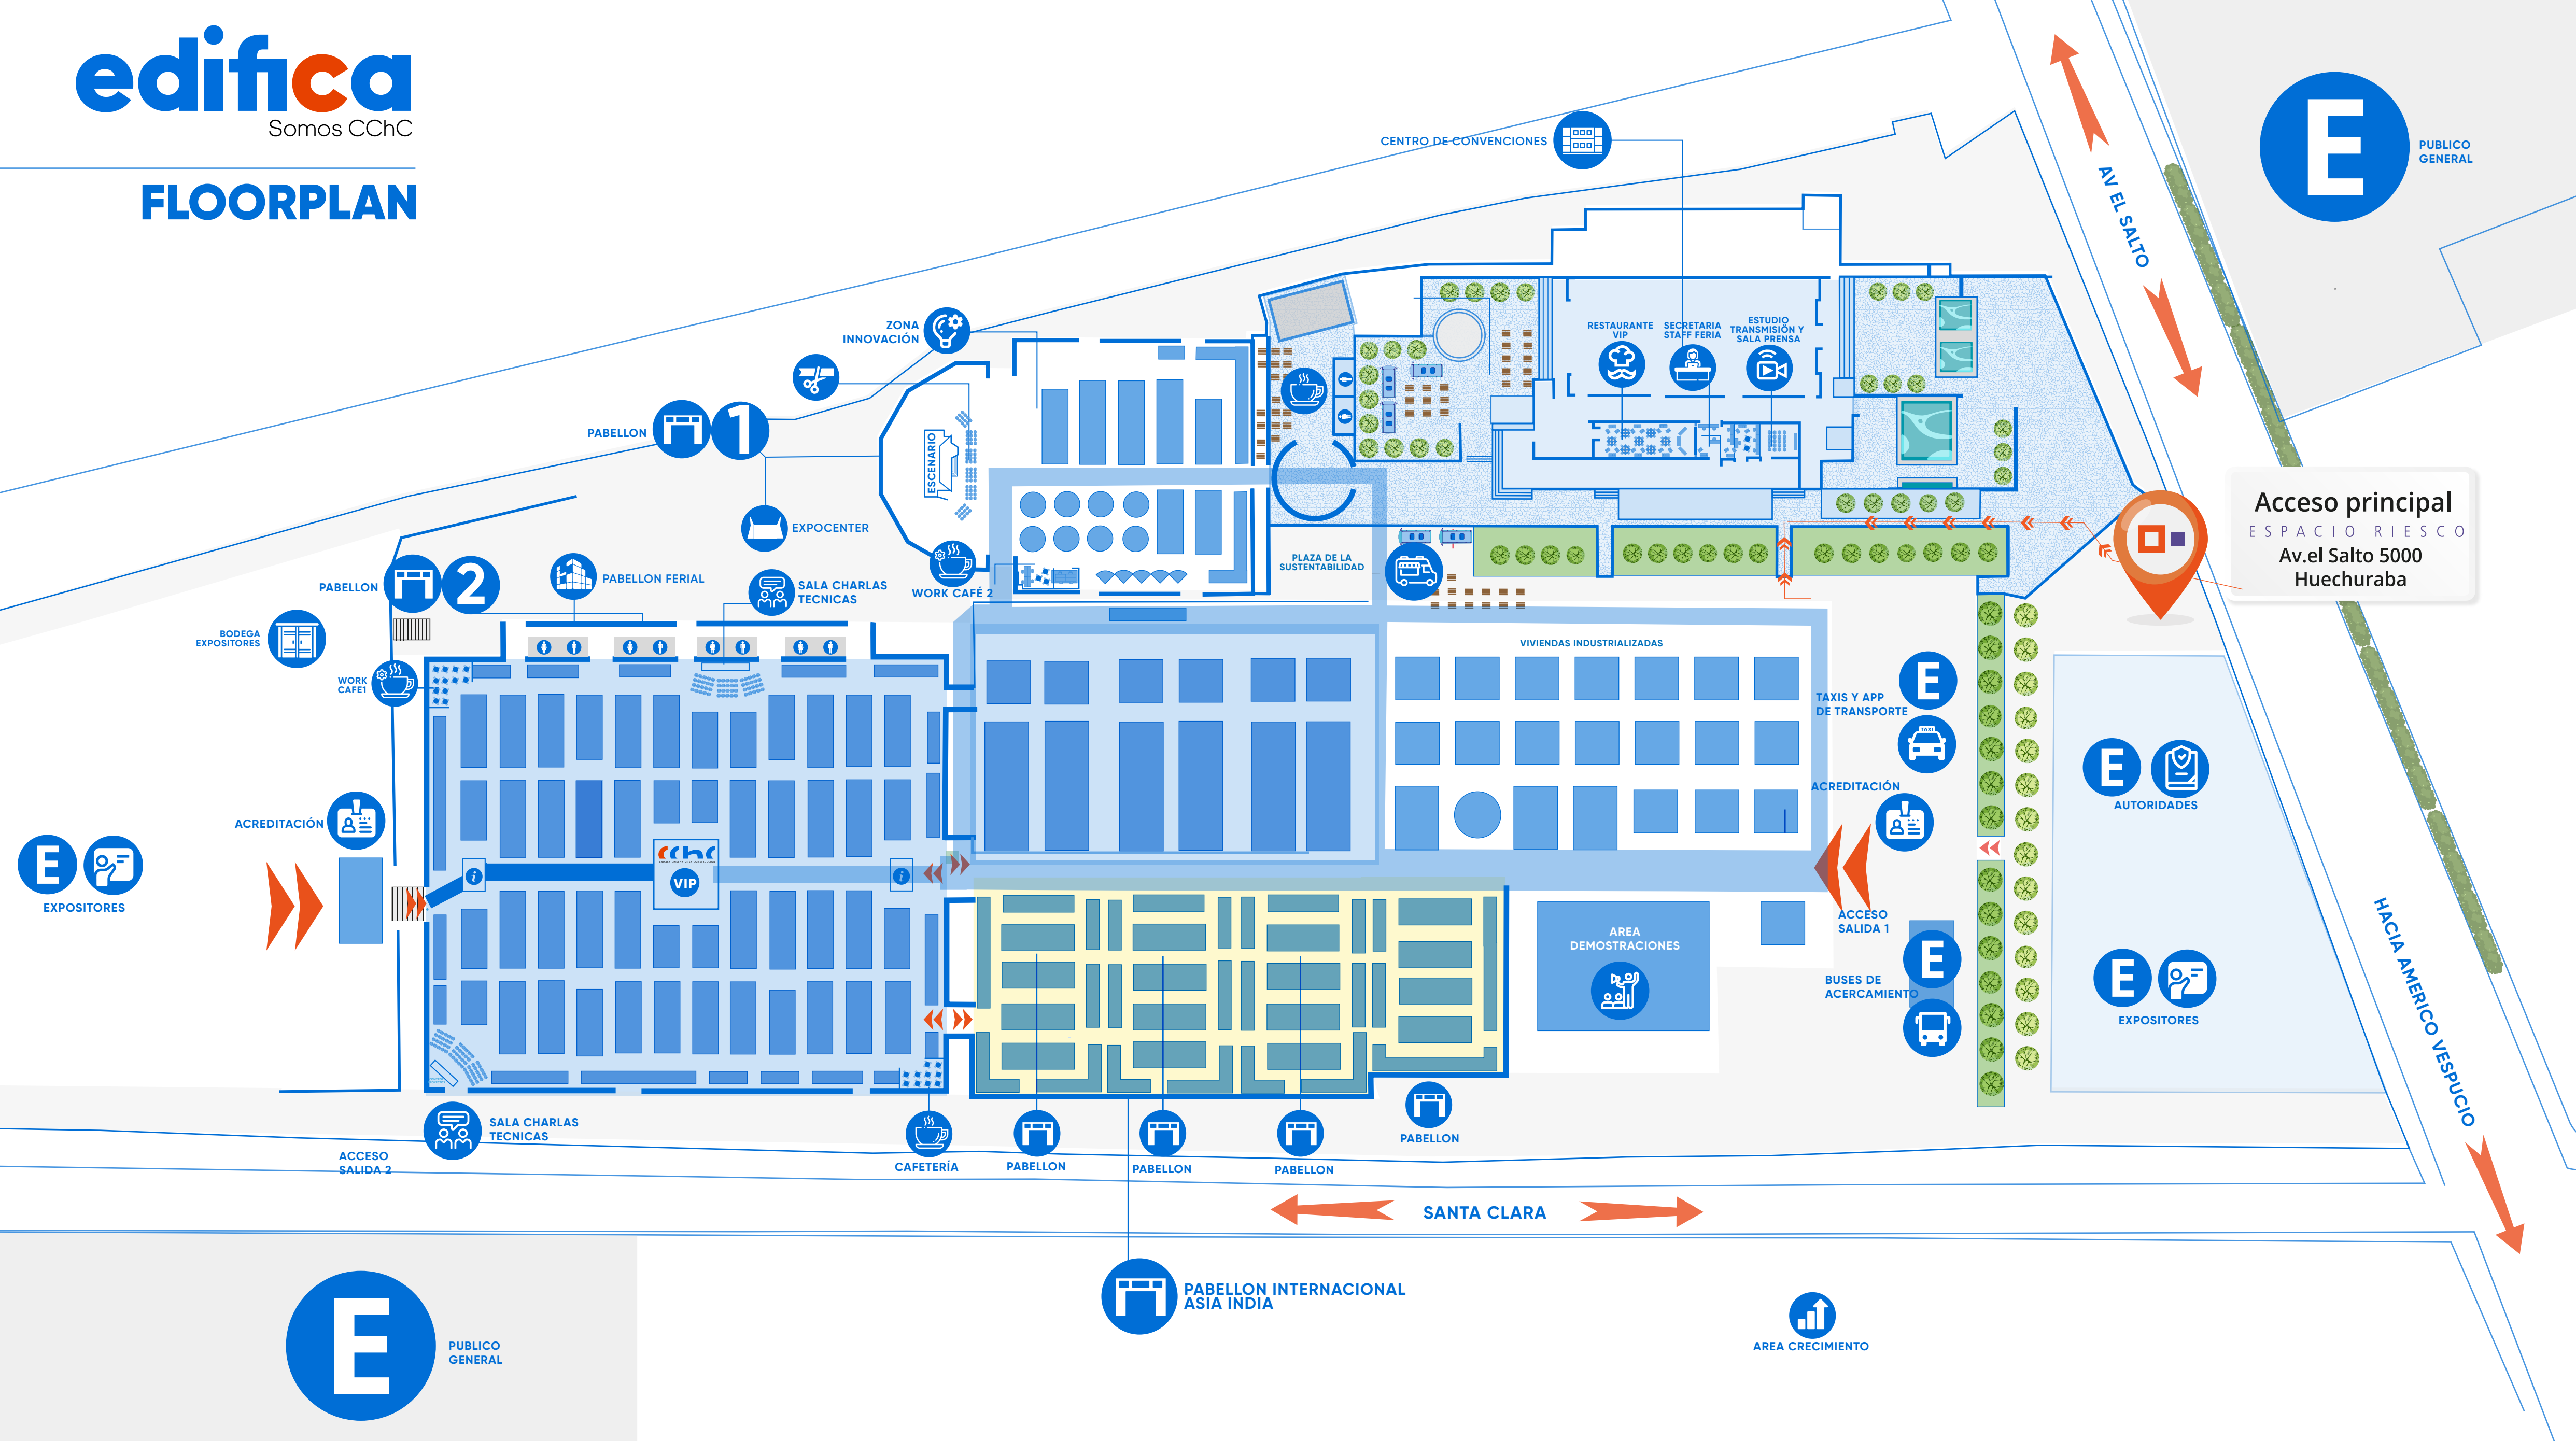 edifica
Somos CChC
FLOORPLAN
CENTRO DE CONVENCIONES
E
PUBLICO
GENERAL
AV EL SALTO
ZONA
INNOVACIÓN
RESTAURANTE
VIP
SECRETARIA
STAFF FERIA
ESTUDIO
TRANSMISIÓN Y
SALA PRENSA
PABELLON
1
ESCENARIO
EXPOCENTER
Acceso principal
ESPACIO RIESCO
Av.el Salto 5000
Huechuraba
PLAZA DE LA
SUSTENTABILIDAD
PABELLON
2
PABELLON FERIAL
SALA CHARLAS
TECNICAS
WORK CAFÉ 2
BODEGA
EXPOSITORES
WORK
CAFE1
VIVIENDAS INDUSTRIALIZADAS
E
TAXIS Y APP
DE TRANSPORTE
TAXI
E
AUTORIDADES
ACREDITACIÓN
ACREDITACIÓN
E
EXPOSITORES
CChC
i
VIP
i
ACCESO
SALIDA 1
AREA
DEMOSTRACIONES
E
BUSES DE
ACERCAMIENTO
E
EXPOSITORES
HACIA AMERICO VESPUCIO
SALA CHARLAS
TECNICAS
ACCESO
SALIDA 2
CAFETERÍA
PABELLON
PABELLON
PABELLON
PABELLON
SANTA CLARA
PABELLON INTERNACIONAL
ASIA INDIA
E
PUBLICO
GENERAL
AREA CRECIMIENTO